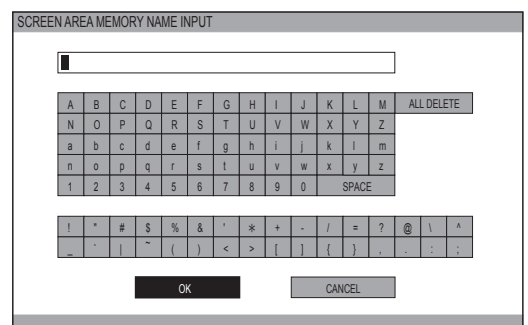 SCREEN AREA MEMORY NAME INPUT
A B C D E F G H I J K L M ALL DELETE
N O P Q R S T U V W X Y Z
a b c d e f g h i j k l m
n o p q r s t u v w x y z
1 2 3 4 5 6 7 8 9 0 SPACE
! " # $ % & ' * + - / = ? @ \ ^
_ ` | ~ ( ) < > [ ] { } , . : ;
OK CANCEL